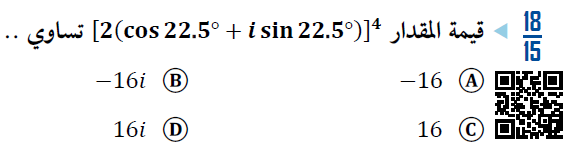 18/15 قيمة المقدار [2(cos 22.5° + i sin 22.5°)]⁴ تساوي ..
A −16 B −16i
C 16 D 16i